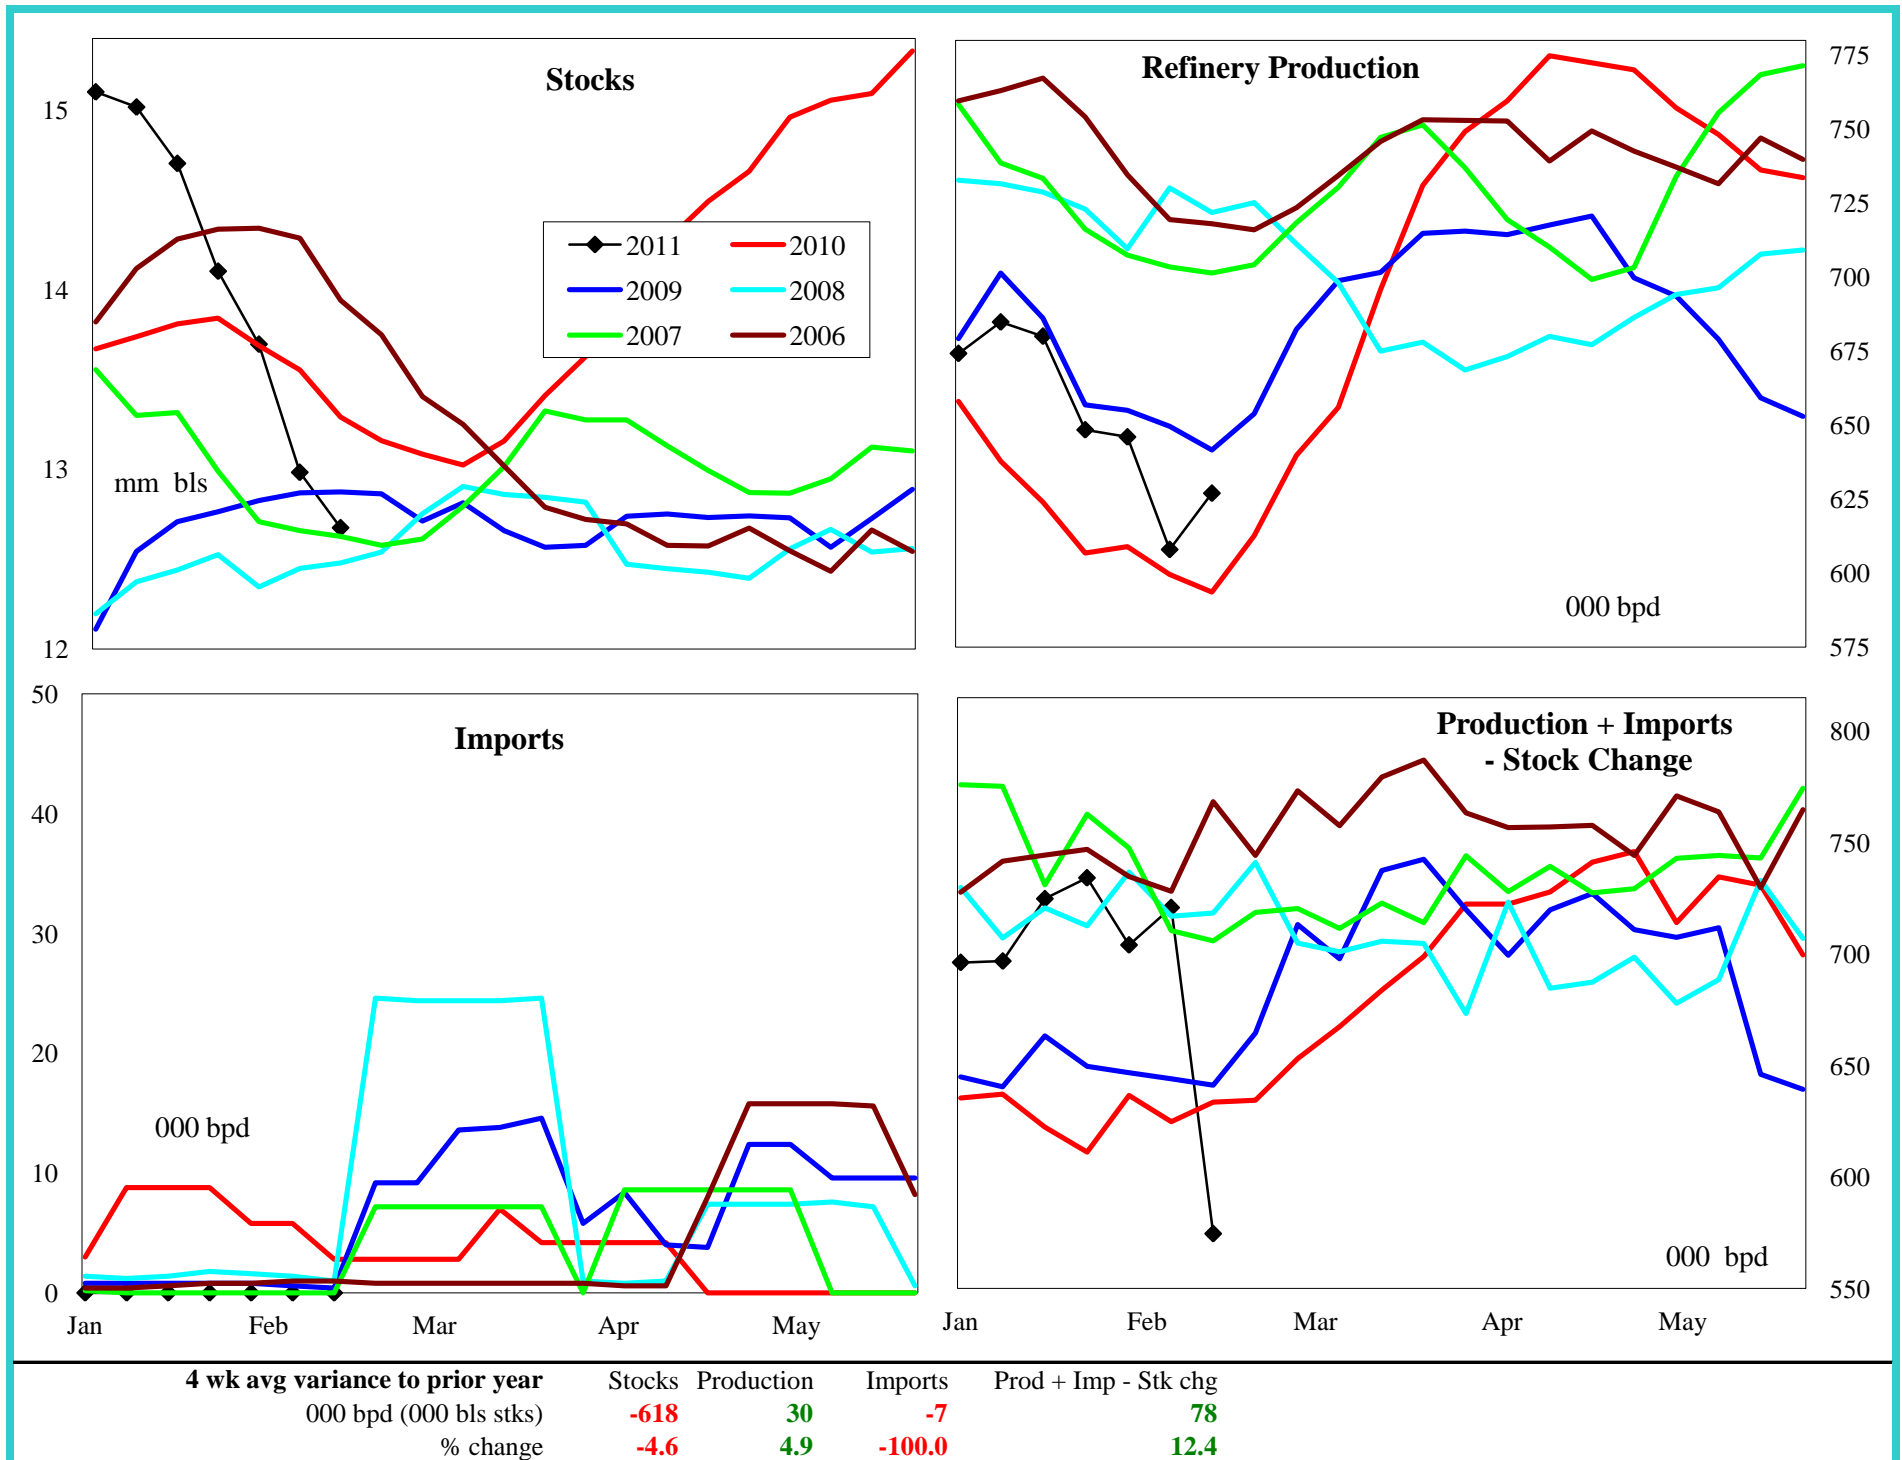 Stocks
15
14
13
12
mm bls
2011 2010
2009 2008
2007 2006
Refinery Production
775
750
725
700
675
650
625
600
575
000 bpd
Imports
50
40
30
20
10
0
000 bpd
Jan Feb Mar Apr May
Production + Imports
- Stock Change
800
750
700
650
600
550
000 bpd
Jan Feb Mar Apr May
4 wk avg variance to prior year Stocks Production Imports Prod + Imp - Stk chg
000 bpd (000 bls stks) -618 30 -7 78
% change -4.6 4.9 -100.0 12.4